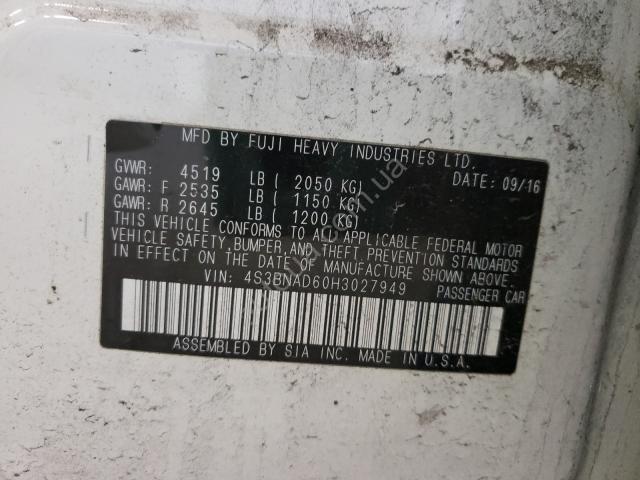 MFD BY FUJI HEAVY INDUSTRIES LTD.
GVWR: 4519 LB ( 2050 KG) DATE: 09/16
GAWR: F 2535 LB ( 1150 KG)
GAWR: R 2645 LB ( 1200 KG)
THIS VEHICLE CONFORMS TO ALL APPLICABLE FEDERAL MOTOR
VEHICLE SAFETY, BUMPER, AND THEFT PREVENTION STANDARDS
IN EFFECT ON THE DATE OF MANUFACTURE SHOWN ABOVE.
VIN: 4S3BNAD60H3027949 PASSENGER CAR
ASSEMBLED BY SIA INC. MADE IN U.S.A.